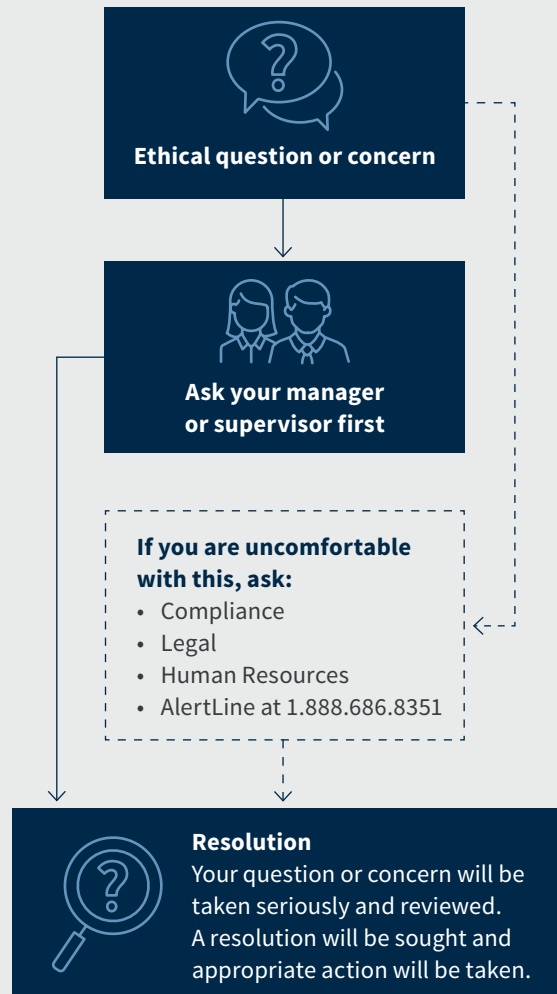 Ethical question or concern
Ask your manager
or supervisor first
If you are uncomfortable
with this, ask:
• Compliance
• Legal
• Human Resources
• AlertLine at 1.888.686.8351
Resolution
Your question or concern will be
taken seriously and reviewed.
A resolution will be sought and
appropriate action will be taken.